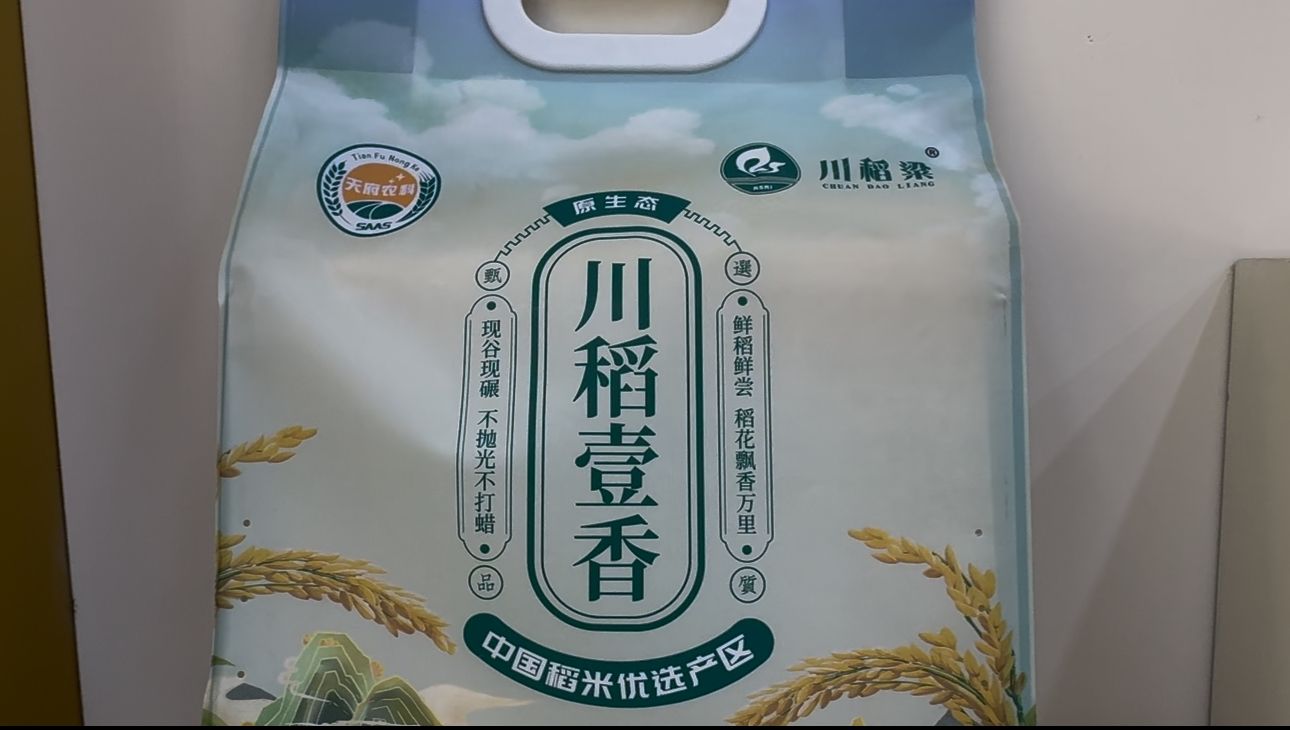 Tian Fu Nong Ke
天府农科
SAAS
川稻粱®
CHUAN DAO LIANG
原生态
甄
選
川稻壹香
现谷现碾 不抛光不打蜡
鲜稻鲜尝 稻花飘香万里
品
質
中国稻米优选产区